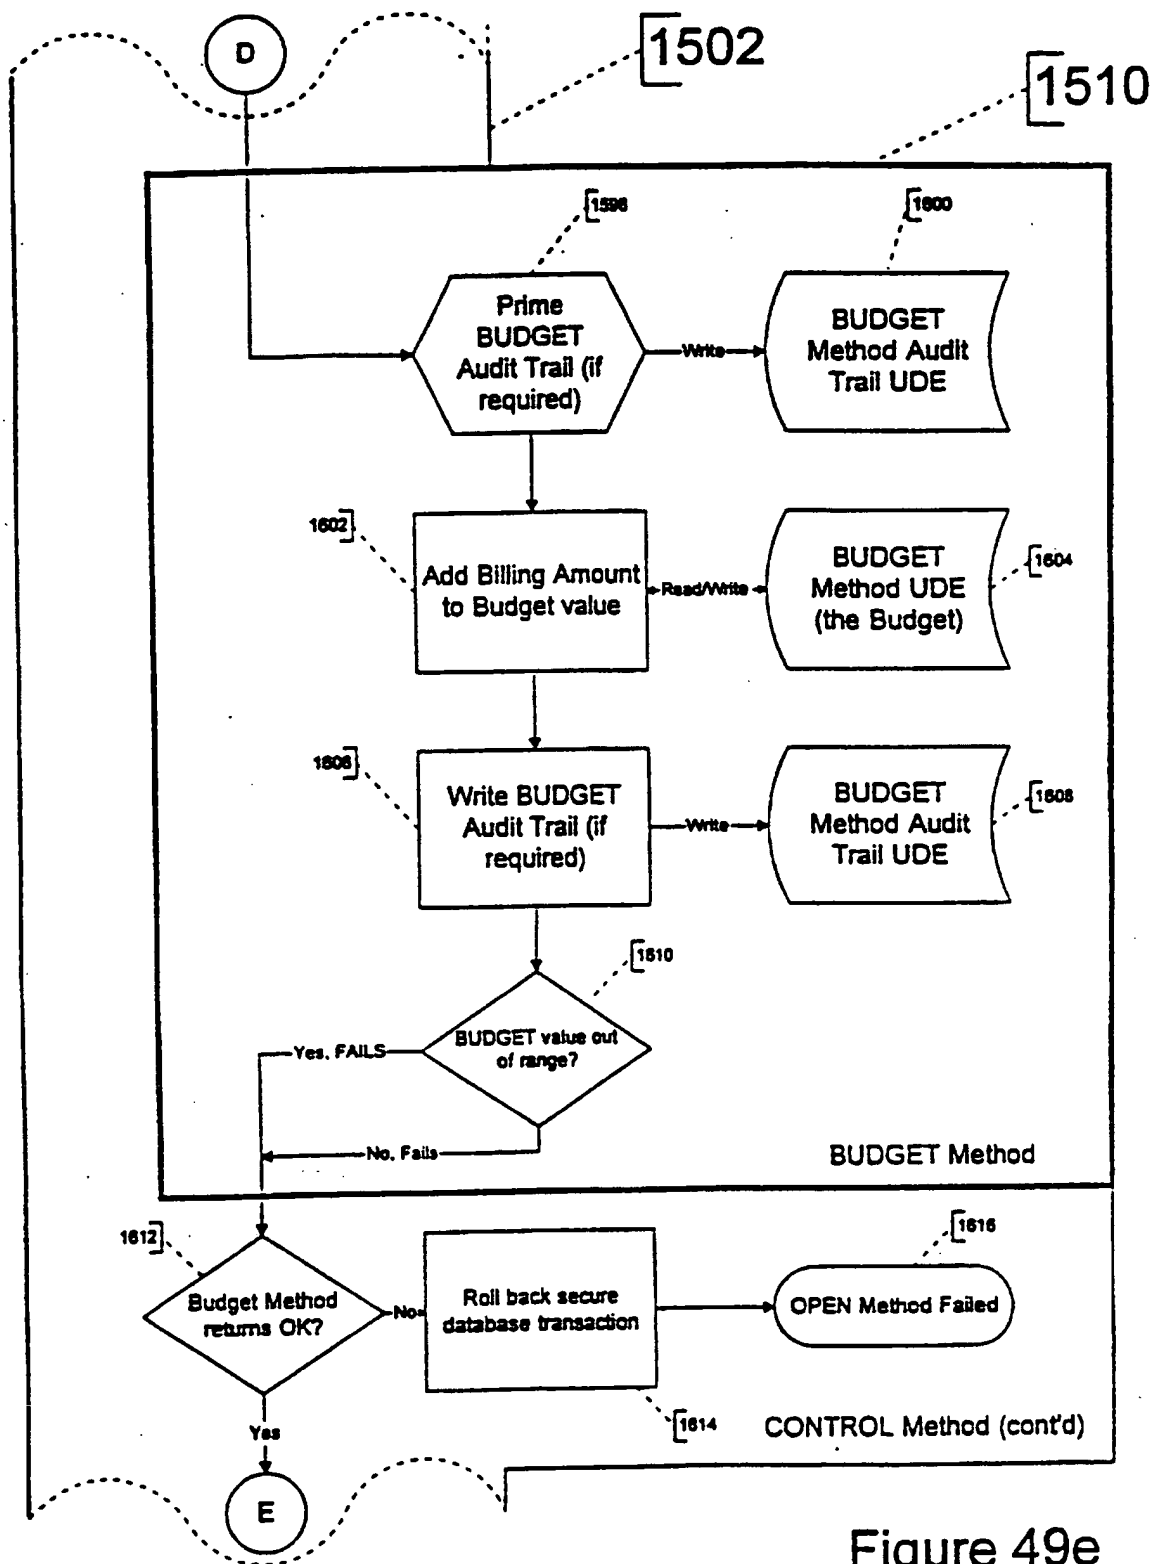 D
1502
1510
1598
1600
Prime
BUDGET
Audit Trail (if
required)
Write
BUDGET
Method Audit
Trail UDE
1602
Add Billing Amount
to Budget value
Read/Write
BUDGET
Method UDE
(the Budget)
1604
1606
Write BUDGET
Audit Trail (if
required)
Write
BUDGET
Method Audit
Trail UDE
1608
1610
BUDGET value out
of range?
Yes, FAILS
No, Fails
BUDGET Method
1612
Budget Method
returns OK?
No
Roll back secure
database transaction
1616
OPEN Method Failed
1614
Yes
CONTROL Method (cont'd)
E
Figure 49e